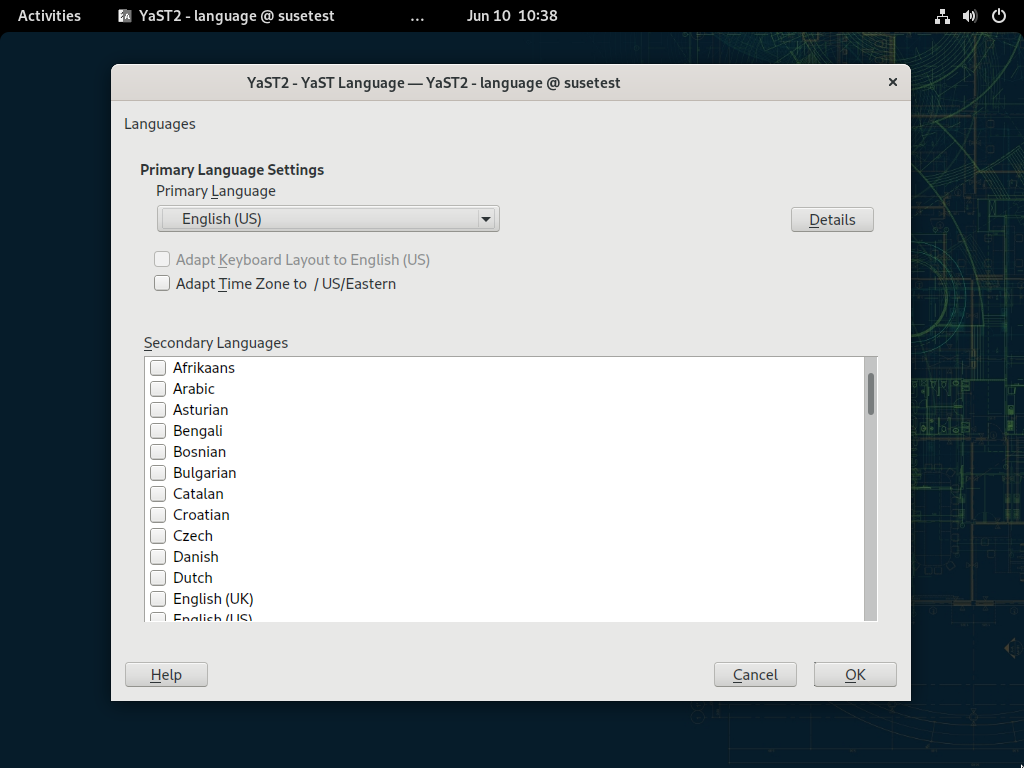 Activities YaST2 - language @ susetest ... Jun 10 10:38
YaST2 - YaST Language — YaST2 - language @ susetest ×
Languages
Primary Language Settings
Primary Language
English (US) Details
Adapt Keyboard Layout to English (US)
Adapt Time Zone to / US/Eastern
Secondary Languages
Afrikaans
Arabic
Asturian
Bengali
Bosnian
Bulgarian
Catalan
Croatian
Czech
Danish
Dutch
English (UK)
English (US)
Help Cancel OK